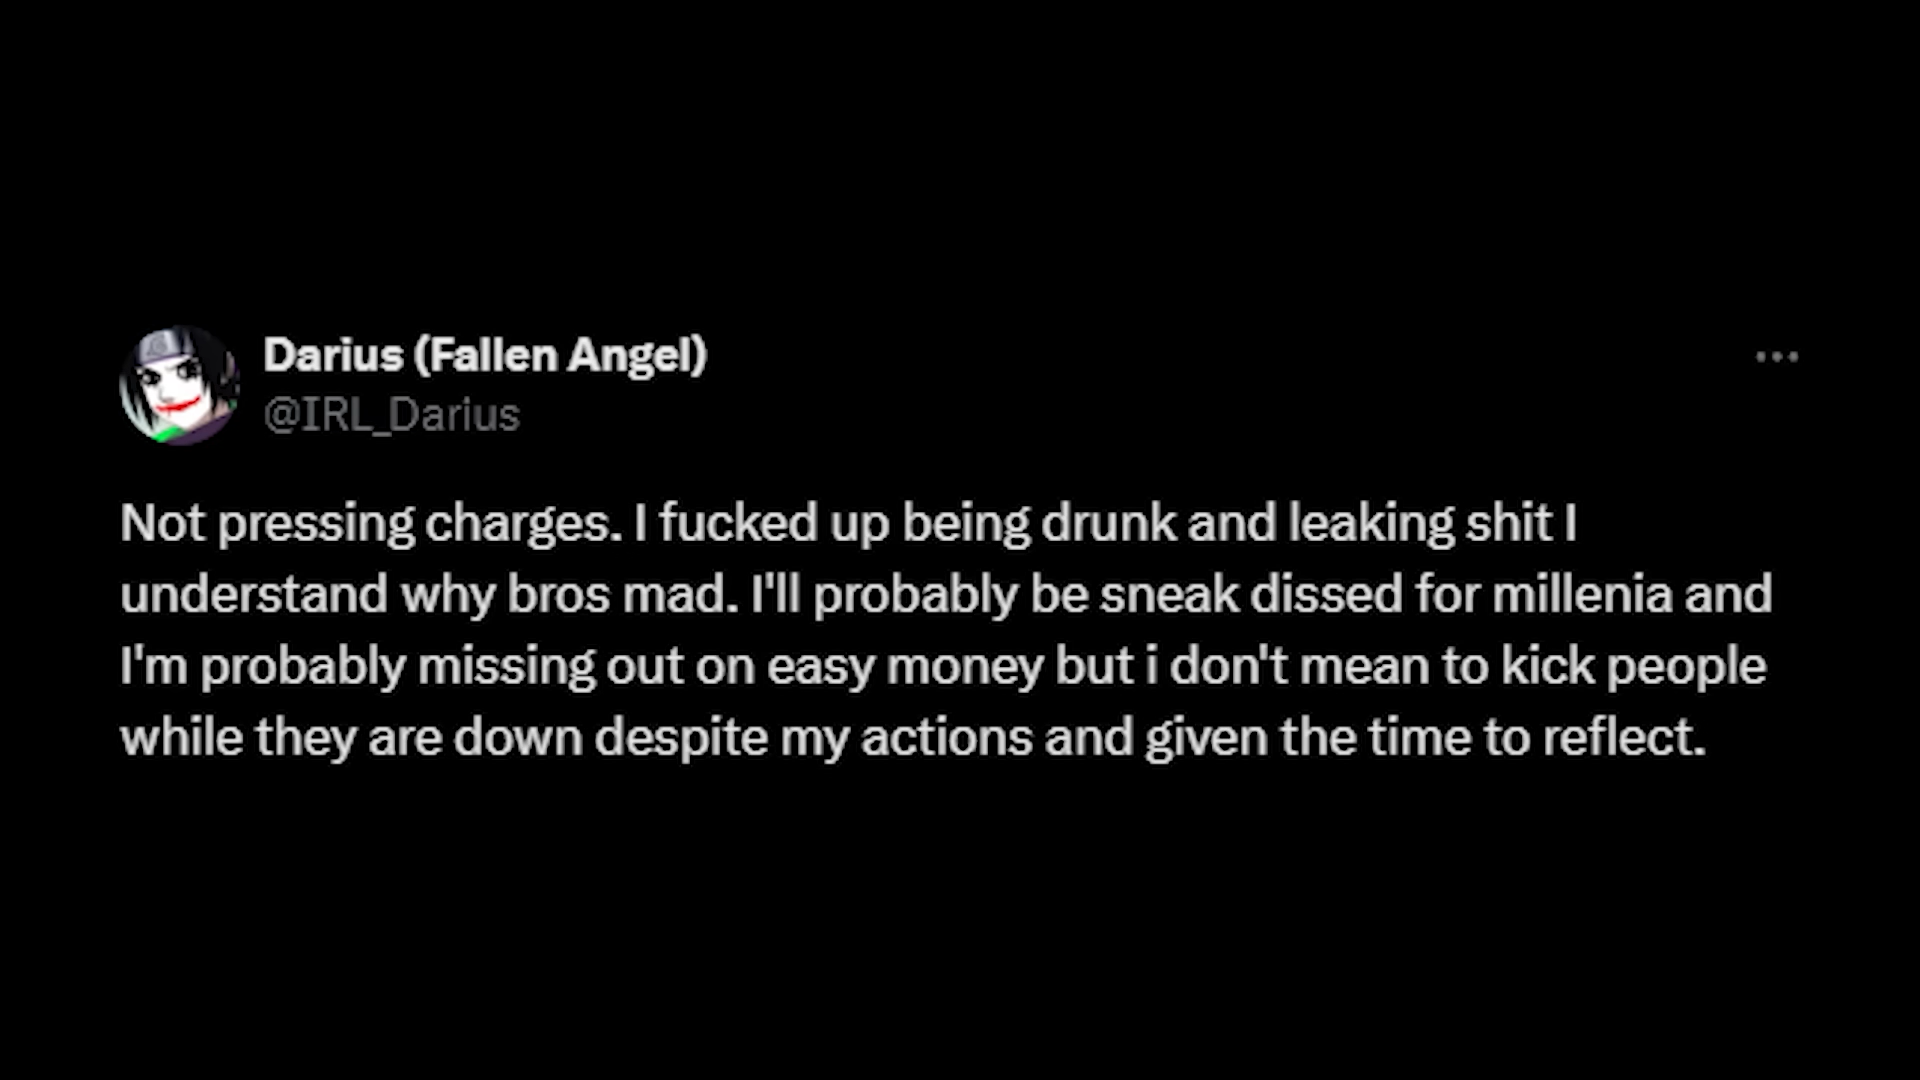 Darius (Fallen Angel)
@IRL_Darius
Not pressing charges. I fucked up being drunk and leaking shit I
understand why bros mad. I'll probably be sneak dissed for millenia and
I'm probably missing out on easy money but i don't mean to kick people
while they are down despite my actions and given the time to reflect.